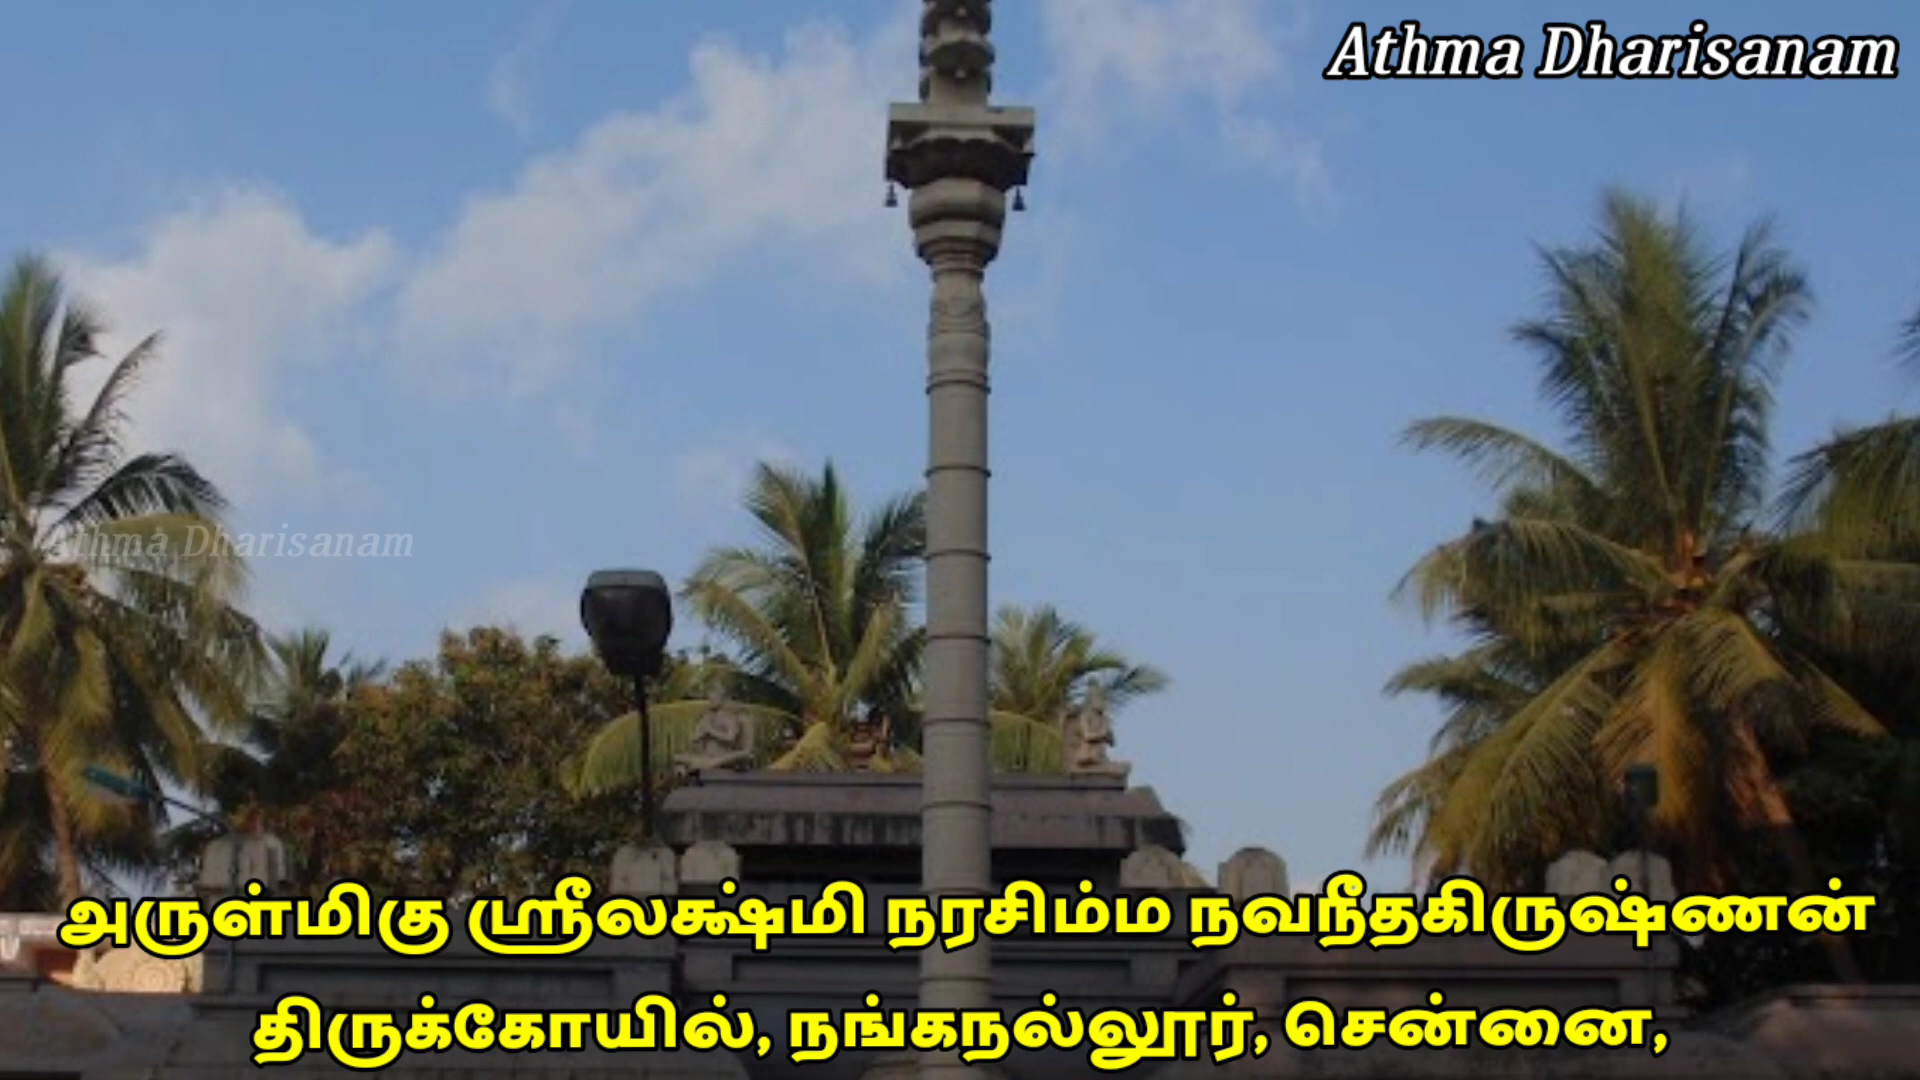 Athma Dharisanam
Athma Dharisanam
அருள்மிகு ஸ்ரீலக்ஷ்மி நரசிம்ம நவநீதகிருஷ்ணன்
திருக்கோயில், நங்கநல்லூர், சென்னை,